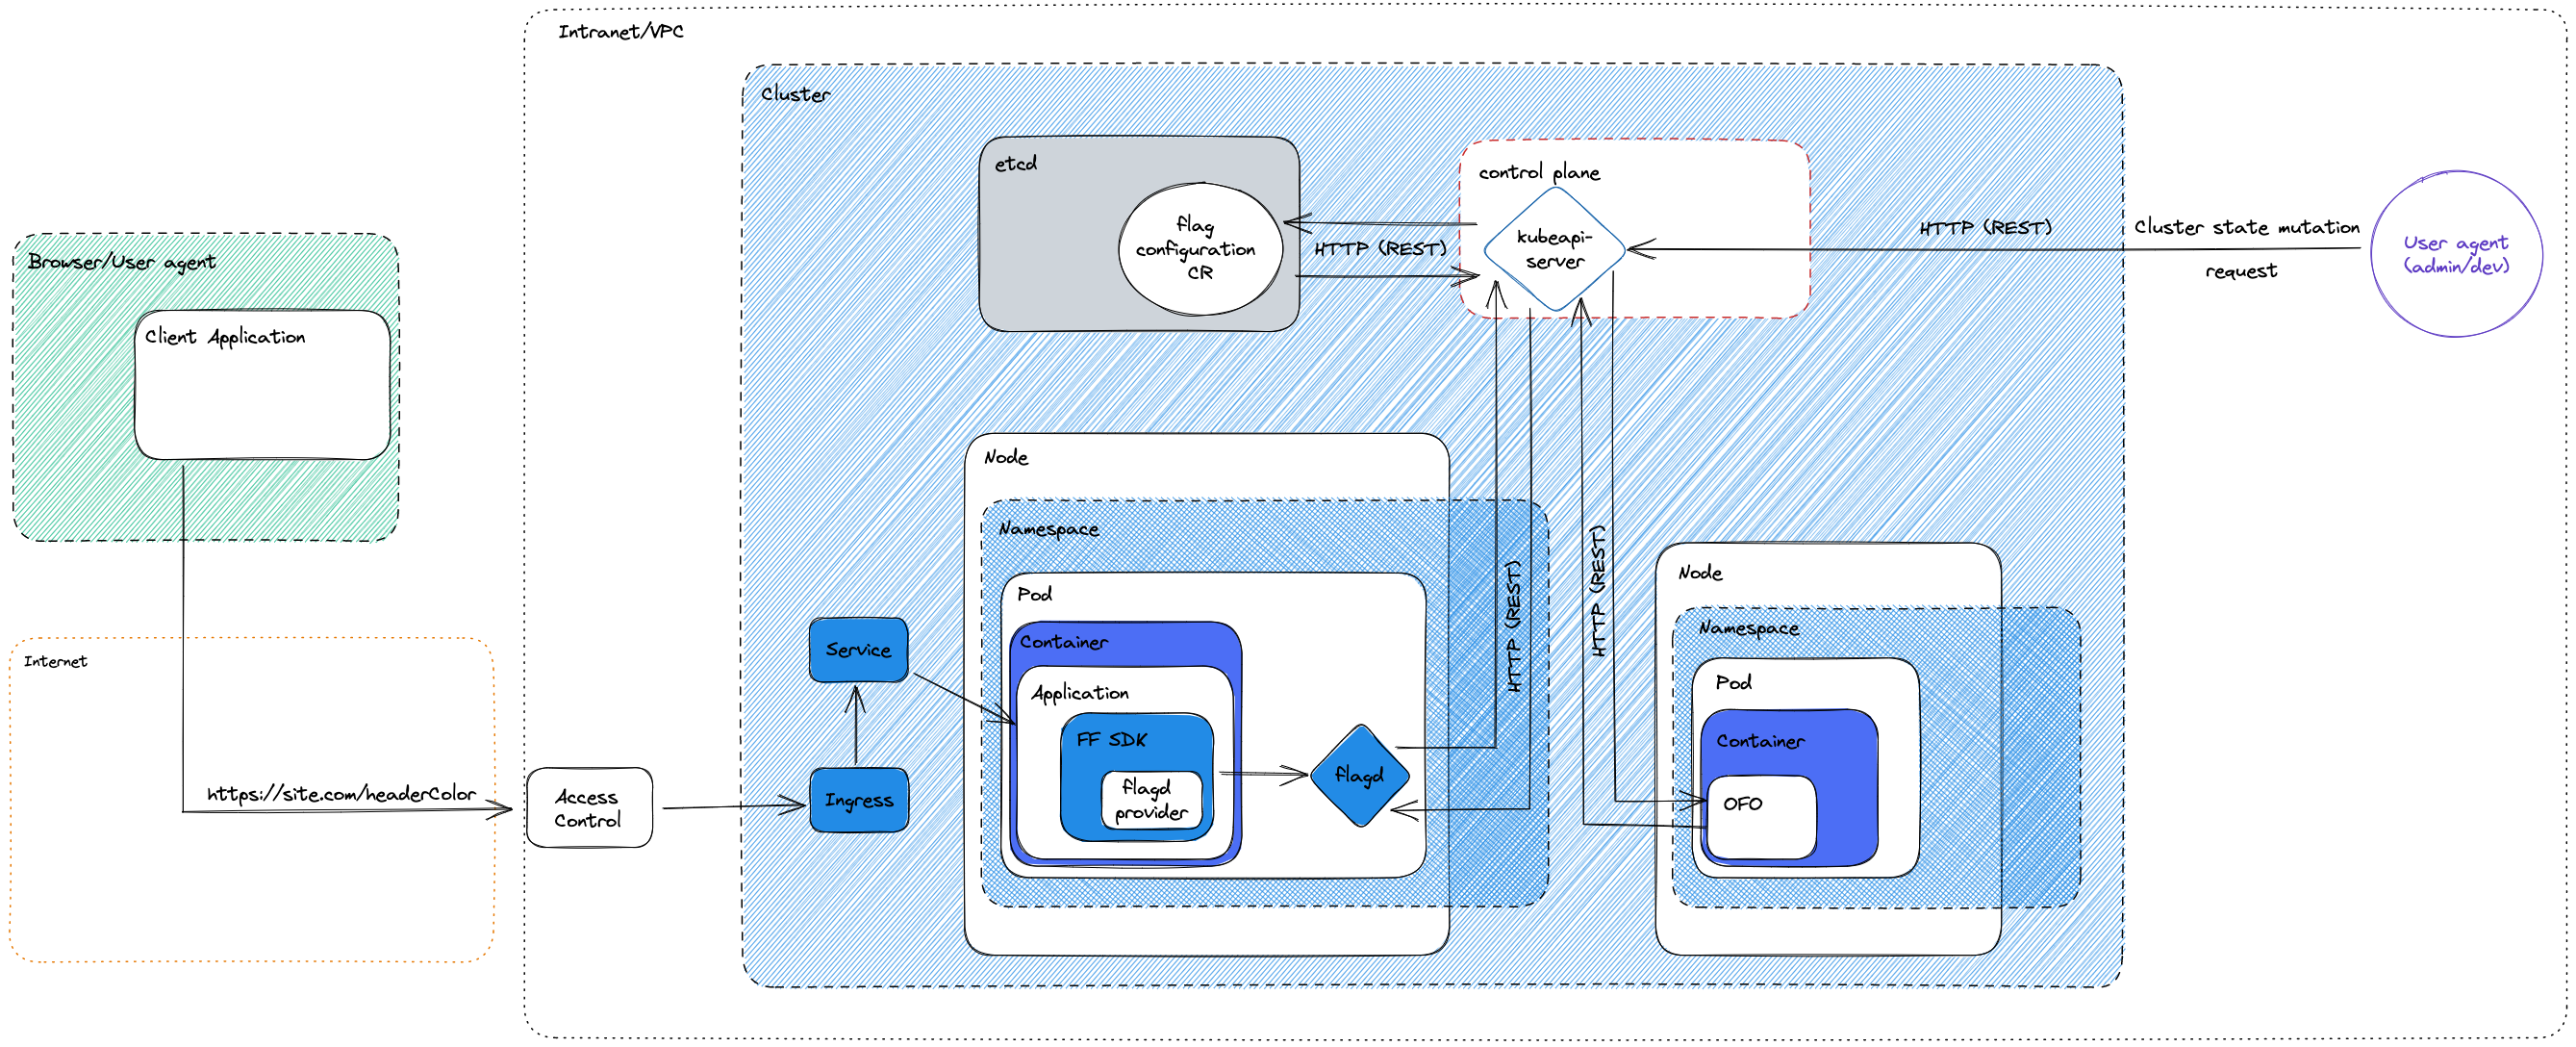 Intranet/VPC
Cluster
etcd
flag
configuration
CR
HTTP (REST)
control plane
kubeapi-
server
HTTP (REST)
Cluster state mutation
request
User agent
(admin/dev)
Browser/User agent
Client Application
Internet
https://site.com/headerColor
Access
Control
Service
Ingress
Node
Namespace
Pod
Container
Application
FF SDK
flagd
provider
flagd
HTTP (REST)
HTTP (REST)
Node
Namespace
Pod
Container
OFO